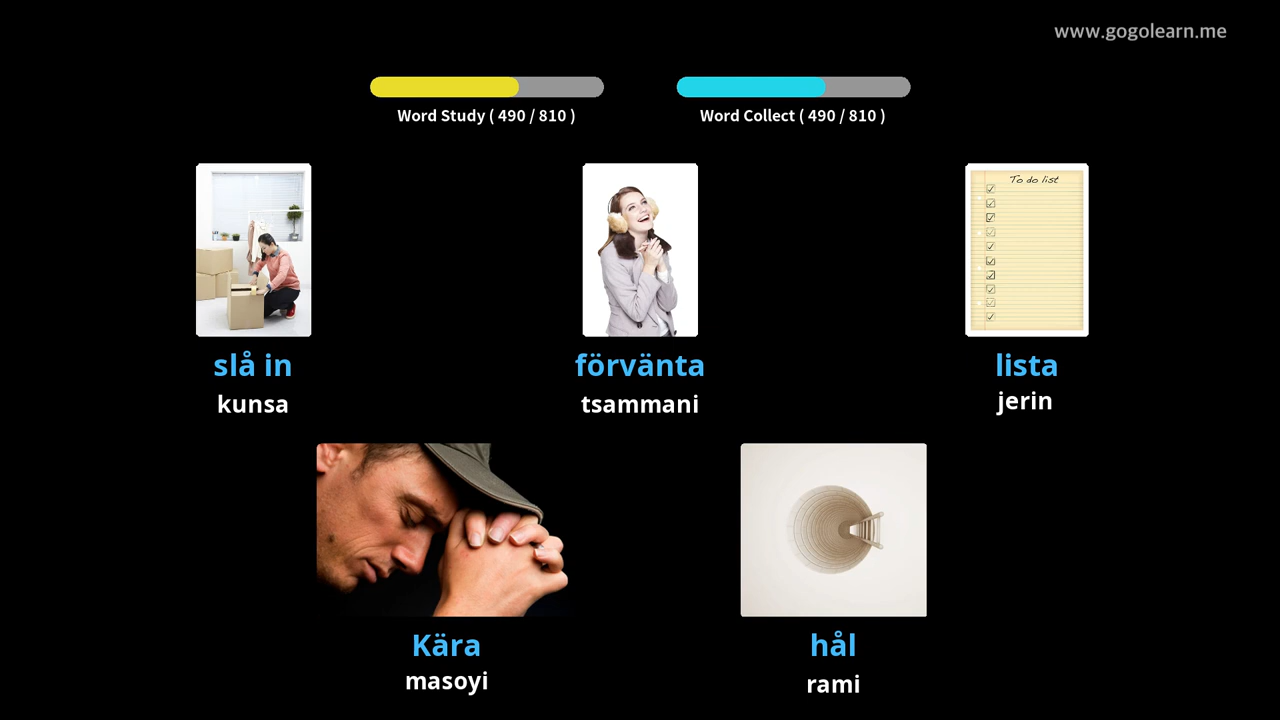 www.gogolearn.me
Word Study ( 490 / 810 )
Word Collect ( 490 / 810 )
To do list
slå in
kunsa
förvänta
tsammani
lista
jerin
Kära
masoyi
hål
rami